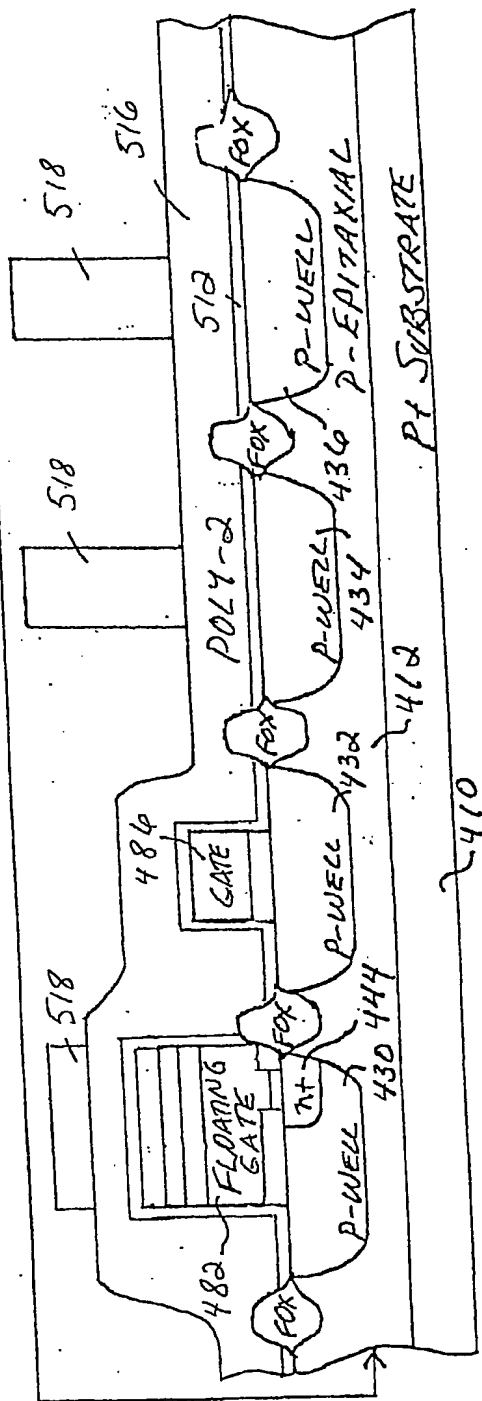 518
518
518
516
486
482
FLOATING
GATE
GATE
POLY-2
512
FOX
FOX
FOX
FOX
FOX
n+
P-WELL
P-WELL
P-WELL
P-WELL
430
444
432
434
436
P-EPITAXIAL
412
P+ SUBSTRATE
410